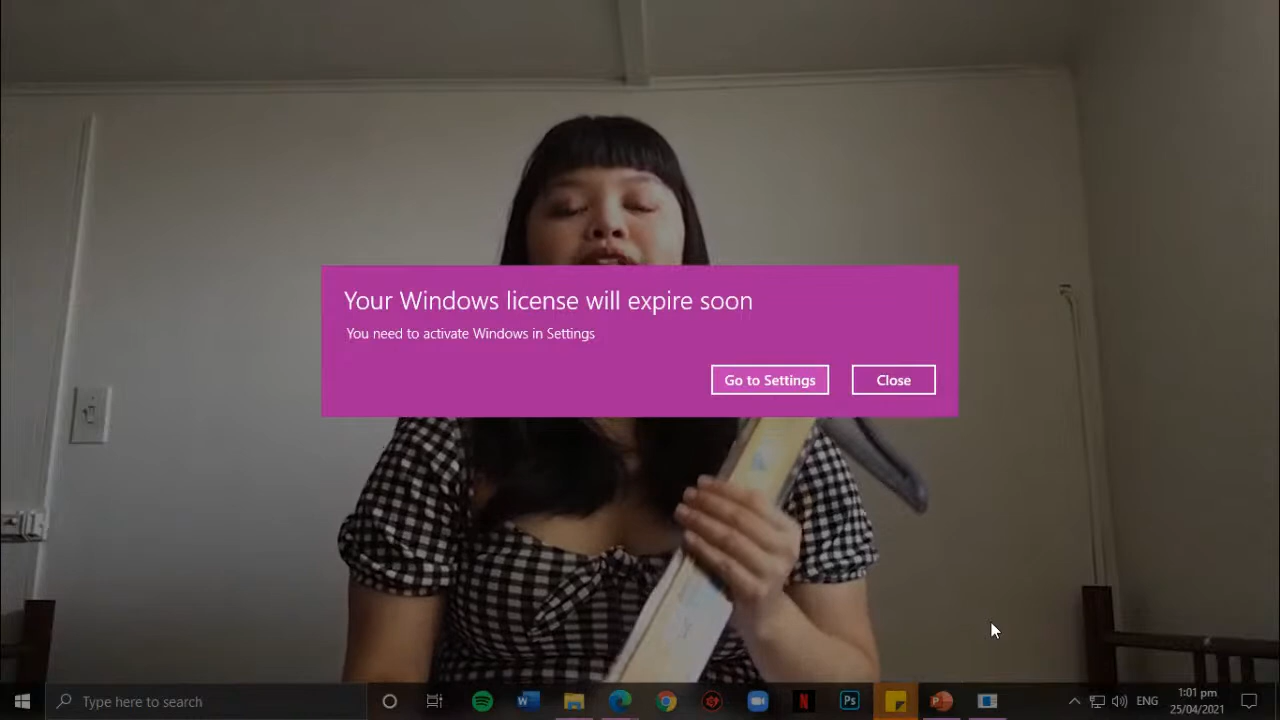 Your Windows license will expire soon
You need to activate Windows in Settings
Go to Settings
Close
Type here to search
Ps
ENG
1:01 pm
25/04/2021